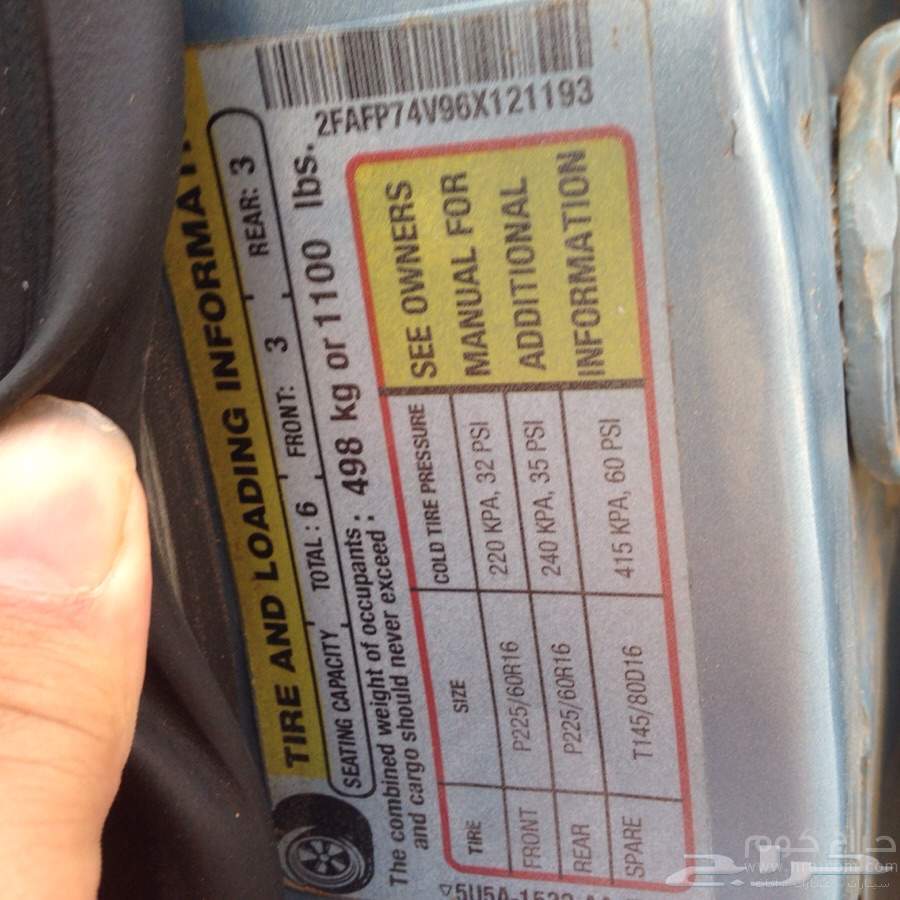 2FAFP74V96X121193
TIRE AND LOADING
SEATING CAPACITY TOTAL : 6 FRONT: 3 REAR: 3
The combined weight of occupants
and cargo should never exceed : 498 kg or 1100 lbs.
TIRE SIZE COLD TIRE PRESSURE
FRONT P225/60R16 220 KPA, 32 PSI
REAR P225/60R16 240 KPA, 35 PSI
SPARE T145/80D16 415 KPA, 60 PSI
SEE OWNERS
MANUAL FOR
ADDITIONAL
INFORMATION
حراج
حراج كوم